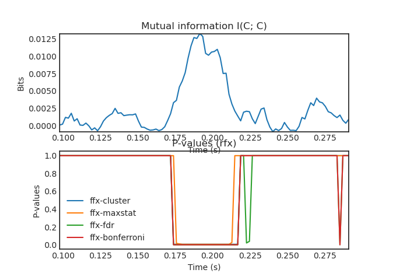 Mutual information I(C; C)
0.0125
0.0100
0.0075
0.0050
0.0025
0.0000
Bits
0.100 0.125 0.150 0.175 0.200 0.225 0.250 0.275
Time (s)
P-values (rfx)
1.0
0.8
0.6
0.4
0.2
0.0
P-values
ffx-cluster
ffx-maxstat
ffx-fdr
ffx-bonferroni
0.100 0.125 0.150 0.175 0.200 0.225 0.250 0.275
Time (s)